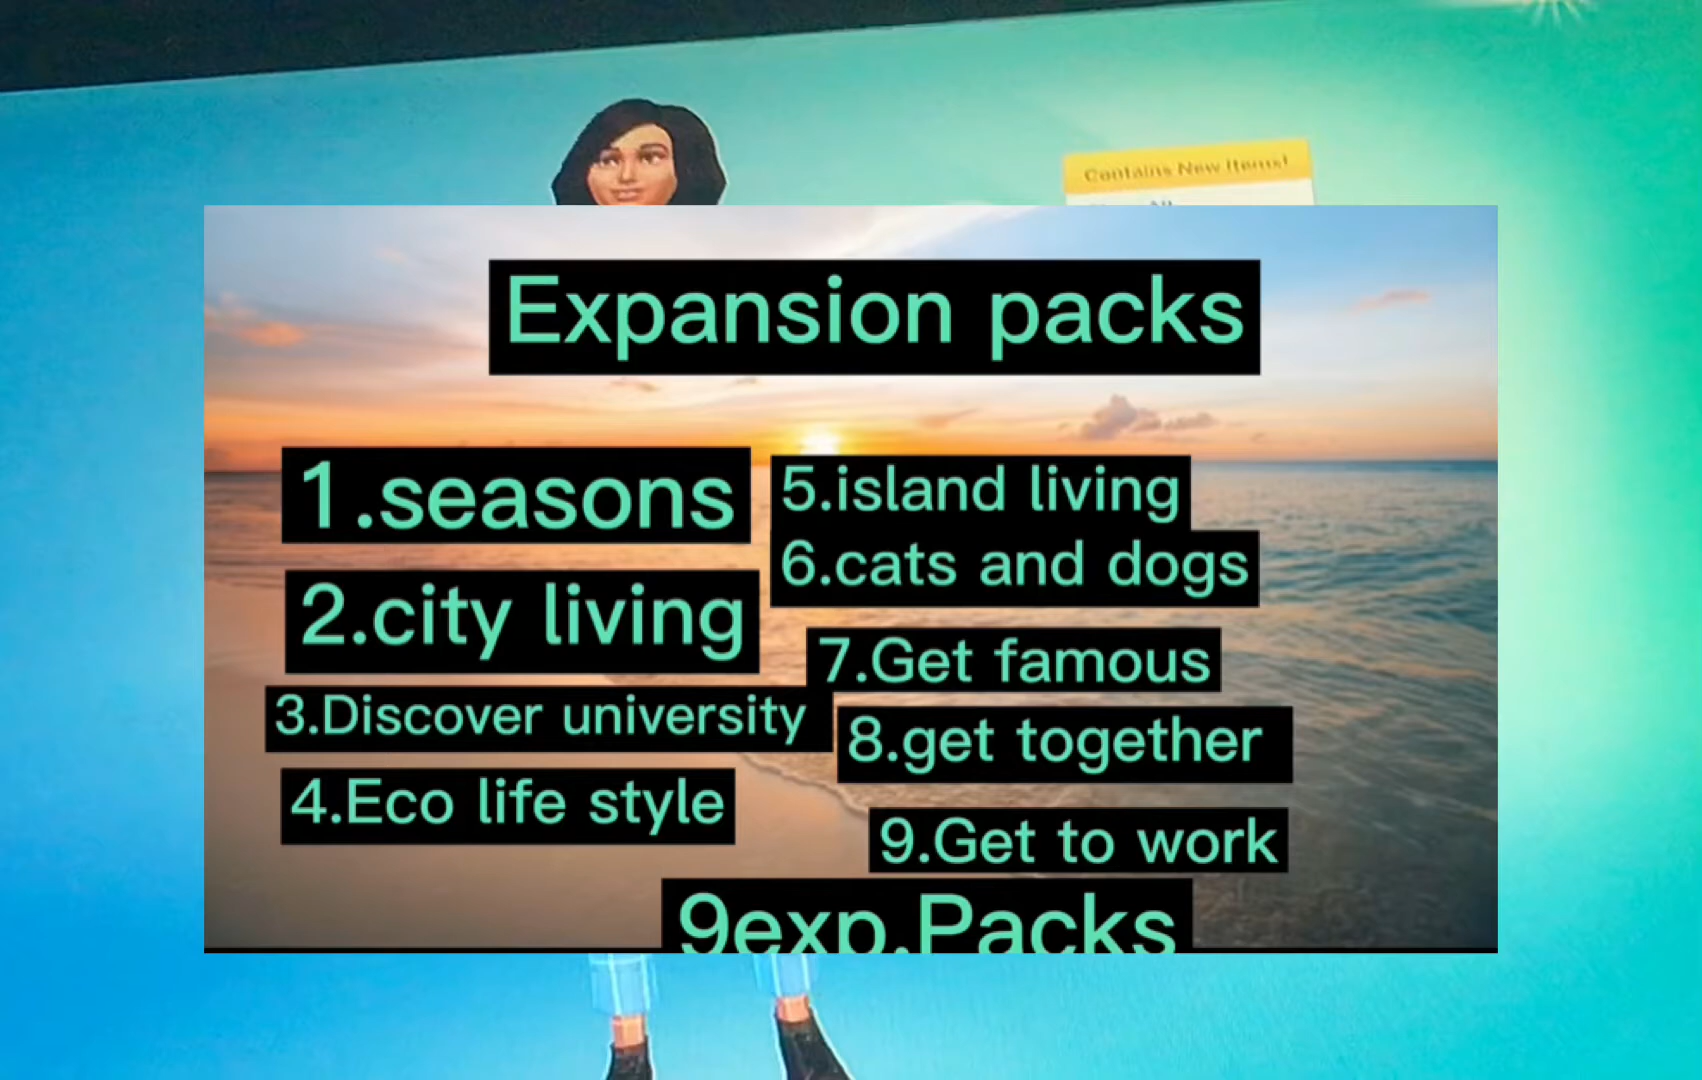 Contains New Items!
Expansion packs
1.seasons
2.city living
3.Discover university
4.Eco life style
5.island living
6.cats and dogs
7.Get famous
8.get together
9.Get to work
9exp.Packs